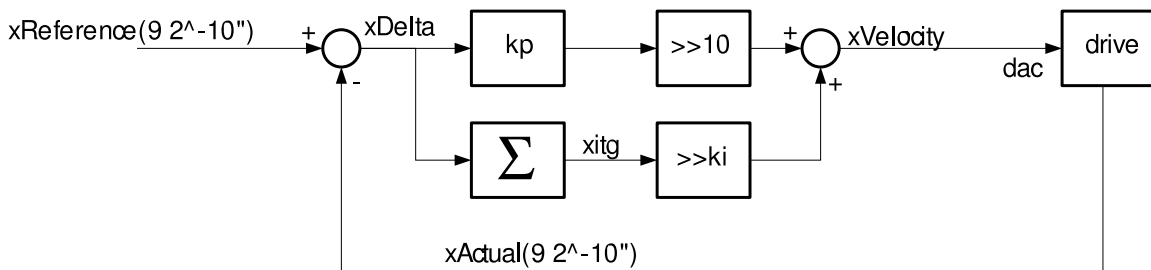 xReference(9 2^-10")
+
-
xDelta
kp
>>10
+
+
xVelocity
dac
drive
Σ
xitg
>>ki
xActual(9 2^-10")